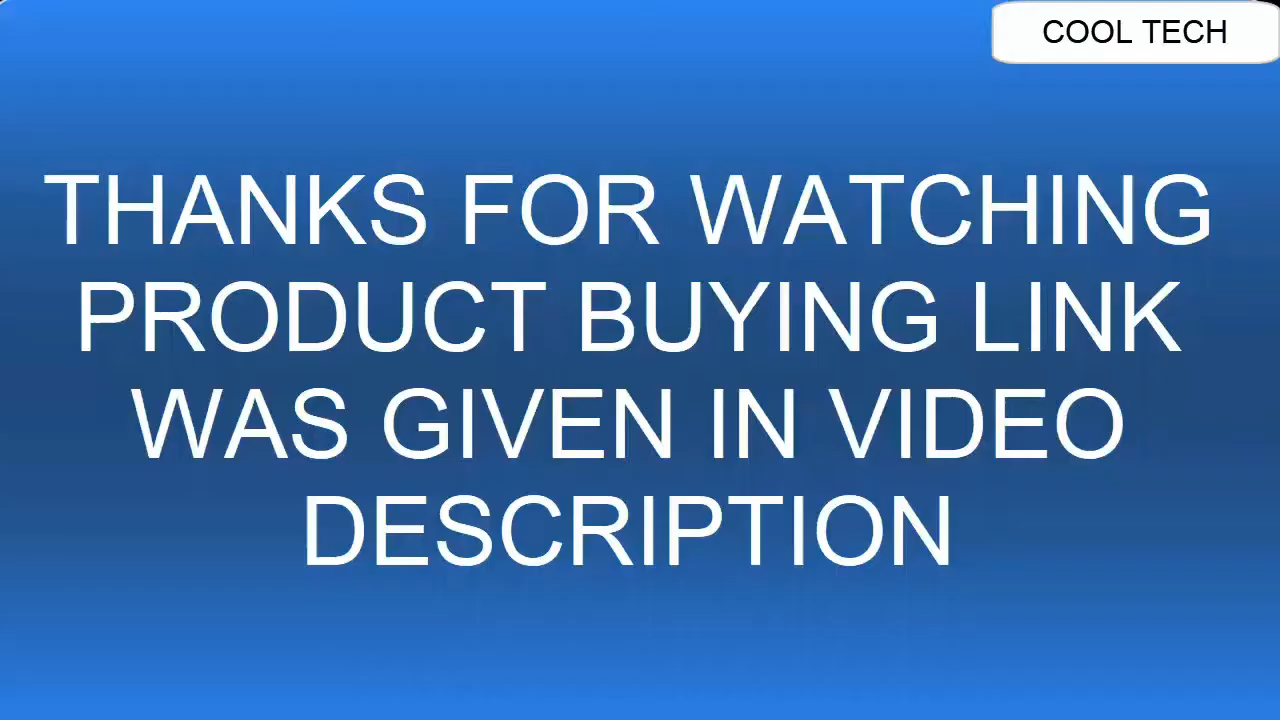 COOL TECH
THANKS FOR WATCHING
PRODUCT BUYING LINK
WAS GIVEN IN VIDEO
DESCRIPTION